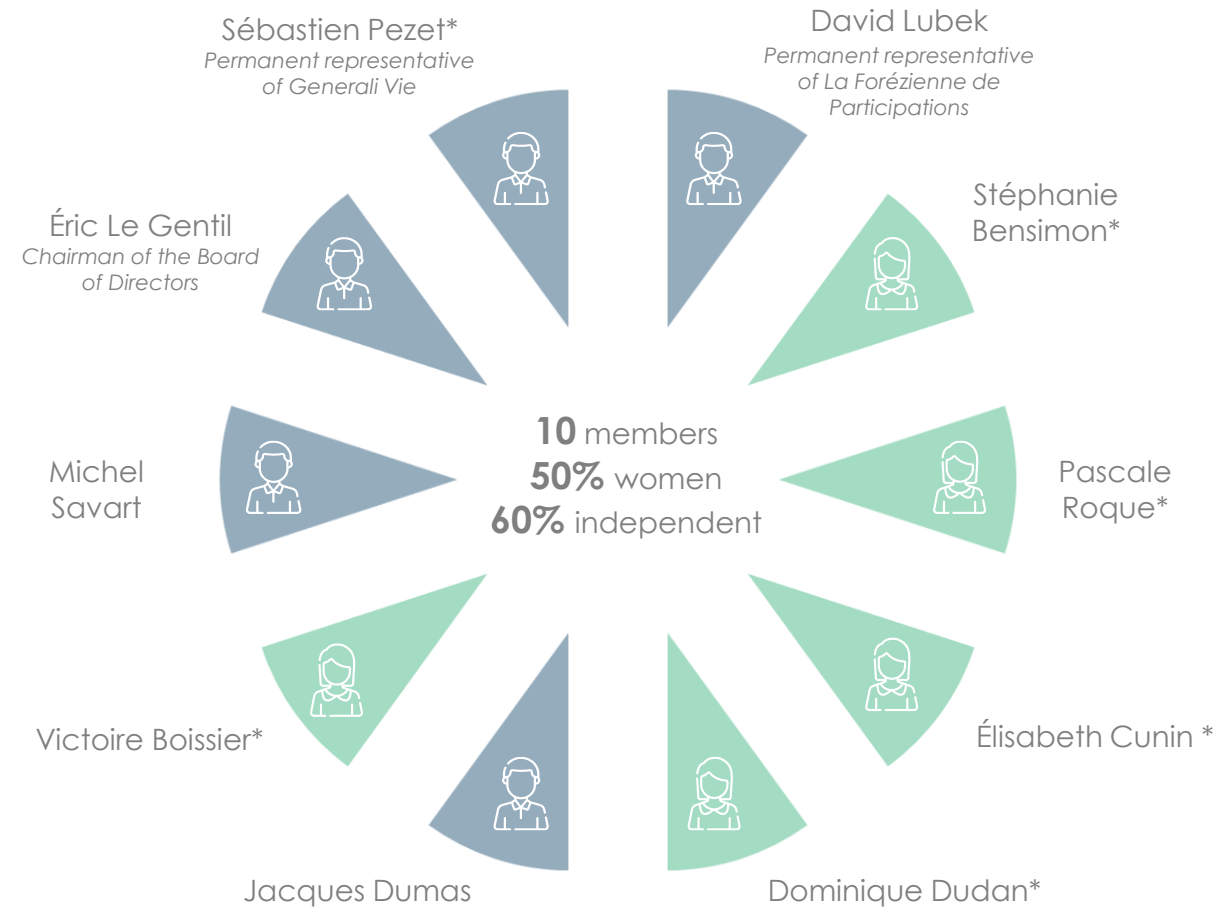 Sébastien Pezet*
Permanent representative
of Generali Vie
David Lubek
Permanent representative
of La Forézienne de
Participations
Éric Le Gentil
Chairman of the Board
of Directors
Stéphanie
Bensimon*
10 members
50% women
60% independent
Michel
Savart
Pascale
Roque*
Victoire Boissier*
Élisabeth Cunin *
Jacques Dumas
Dominique Dudan*